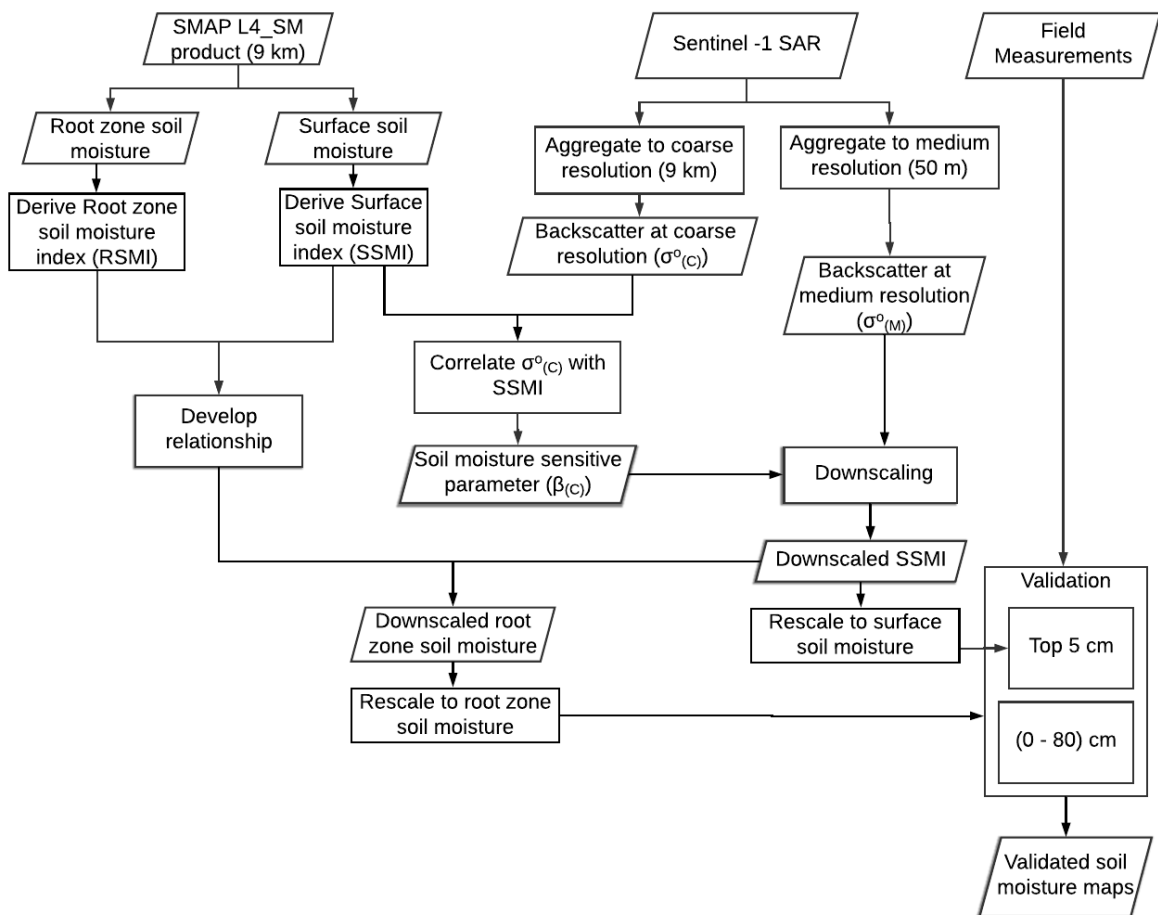 SMAP L4_SM
product (9 km)
Sentinel -1 SAR
Field
Measurements
Root zone soil
moisture
Surface soil
moisture
Aggregate to coarse
resolution (9 km)
Aggregate to medium
resolution (50 m)
Derive Root zone
soil moisture
index (RSMI)
Derive Surface
soil moisture
index (SSMI)
Backscatter at coarse
resolution (σº(C))
Backscatter at
medium resolution
(σº(M))
Correlate σº(C) with
SSMI
Develop
relationship
Soil moisture sensitive
parameter (β(C))
Downscaling
Downscaled SSMI
Validation
Downscaled root
zone soil moisture
Rescale to surface
soil moisture
Top 5 cm
Rescale to root zone
soil moisture
(0 - 80) cm
Validated soil
moisture maps